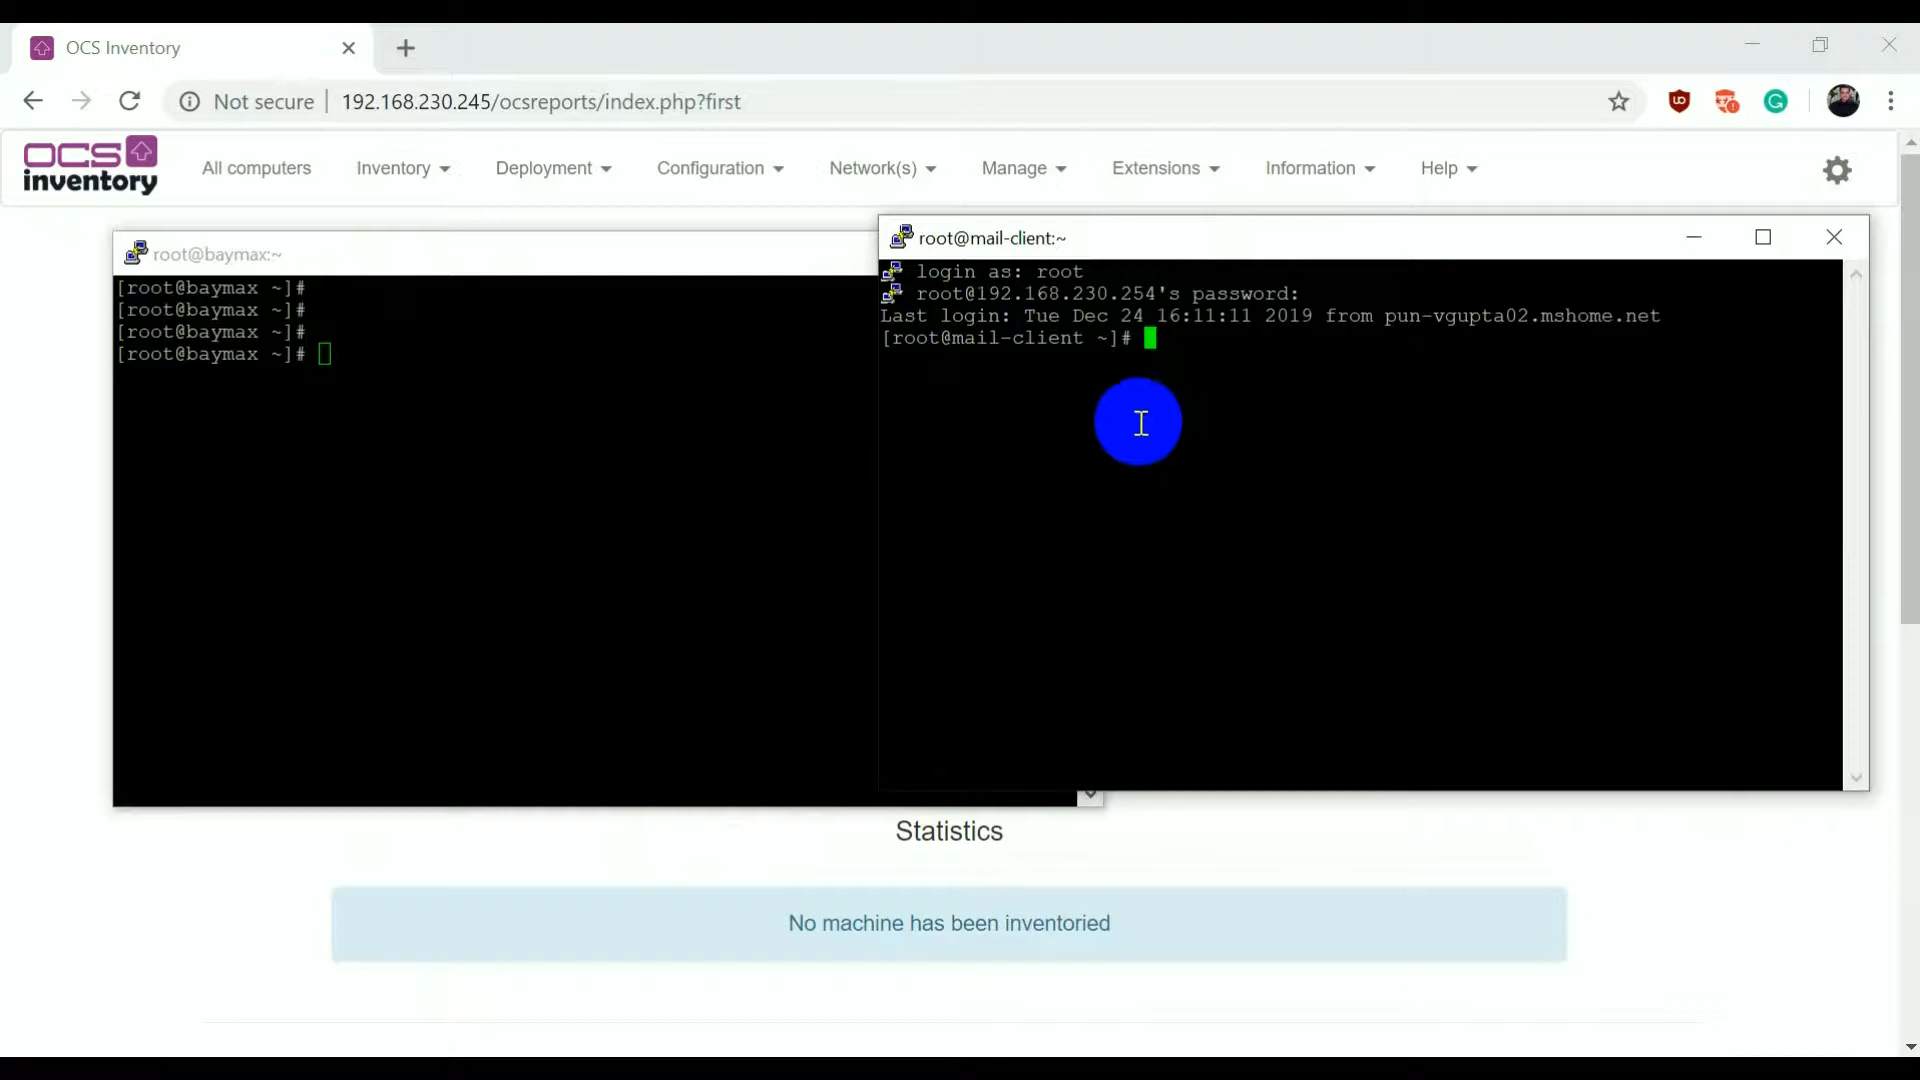 OCS Inventory
Not secure | 192.168.230.245/ocsreports/index.php?first
OCS inventory
All computers Inventory Deployment Configuration Network(s) Manage Extensions Information Help
root@baymax:~
[root@baymax ~]#
[root@baymax ~]#
[root@baymax ~]#
[root@baymax ~]#
root@mail-client:~
login as: root
root@192.168.230.254's password:
Last login: Tue Dec 24 16:11:11 2019 from pun-vgupta02.mshome.net
[root@mail-client ~]#
Statistics
No machine has been inventoried